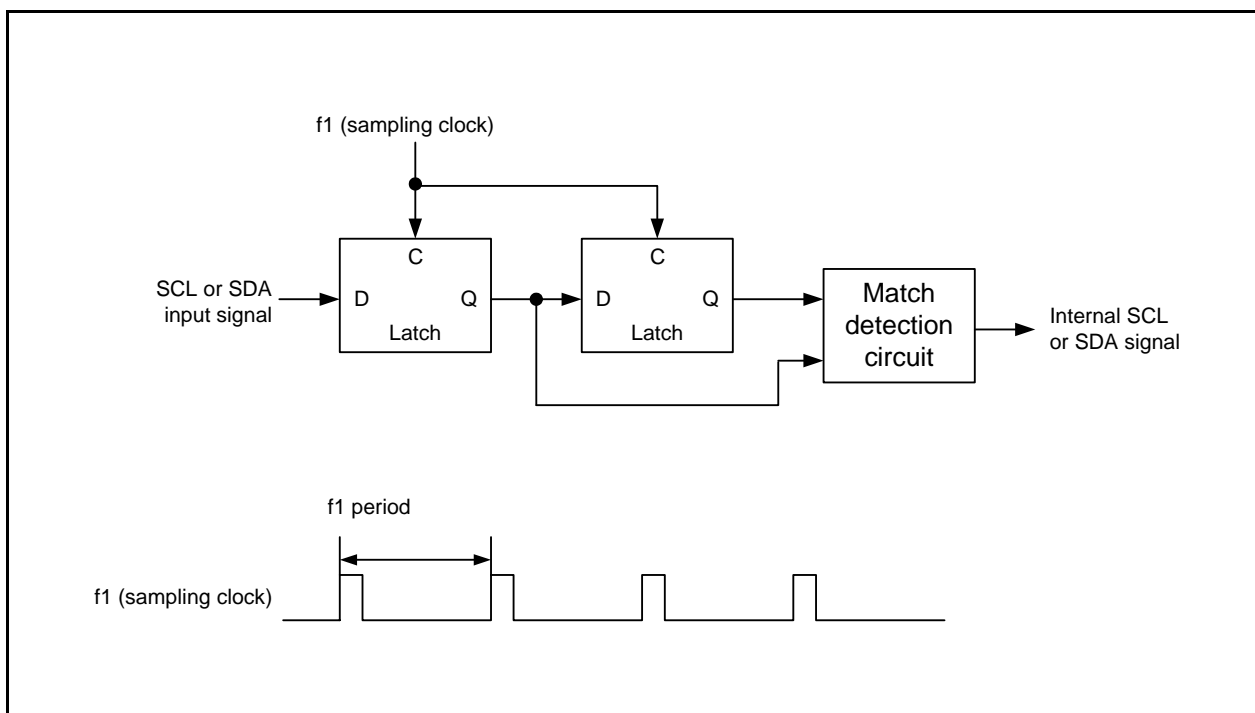 f1 (sampling clock)
C
C
SCL or SDA
input signal
D
Q
D
Q
Latch
Latch
Match
detection
circuit
Internal SCL
or SDA signal
f1 period
f1 (sampling clock)